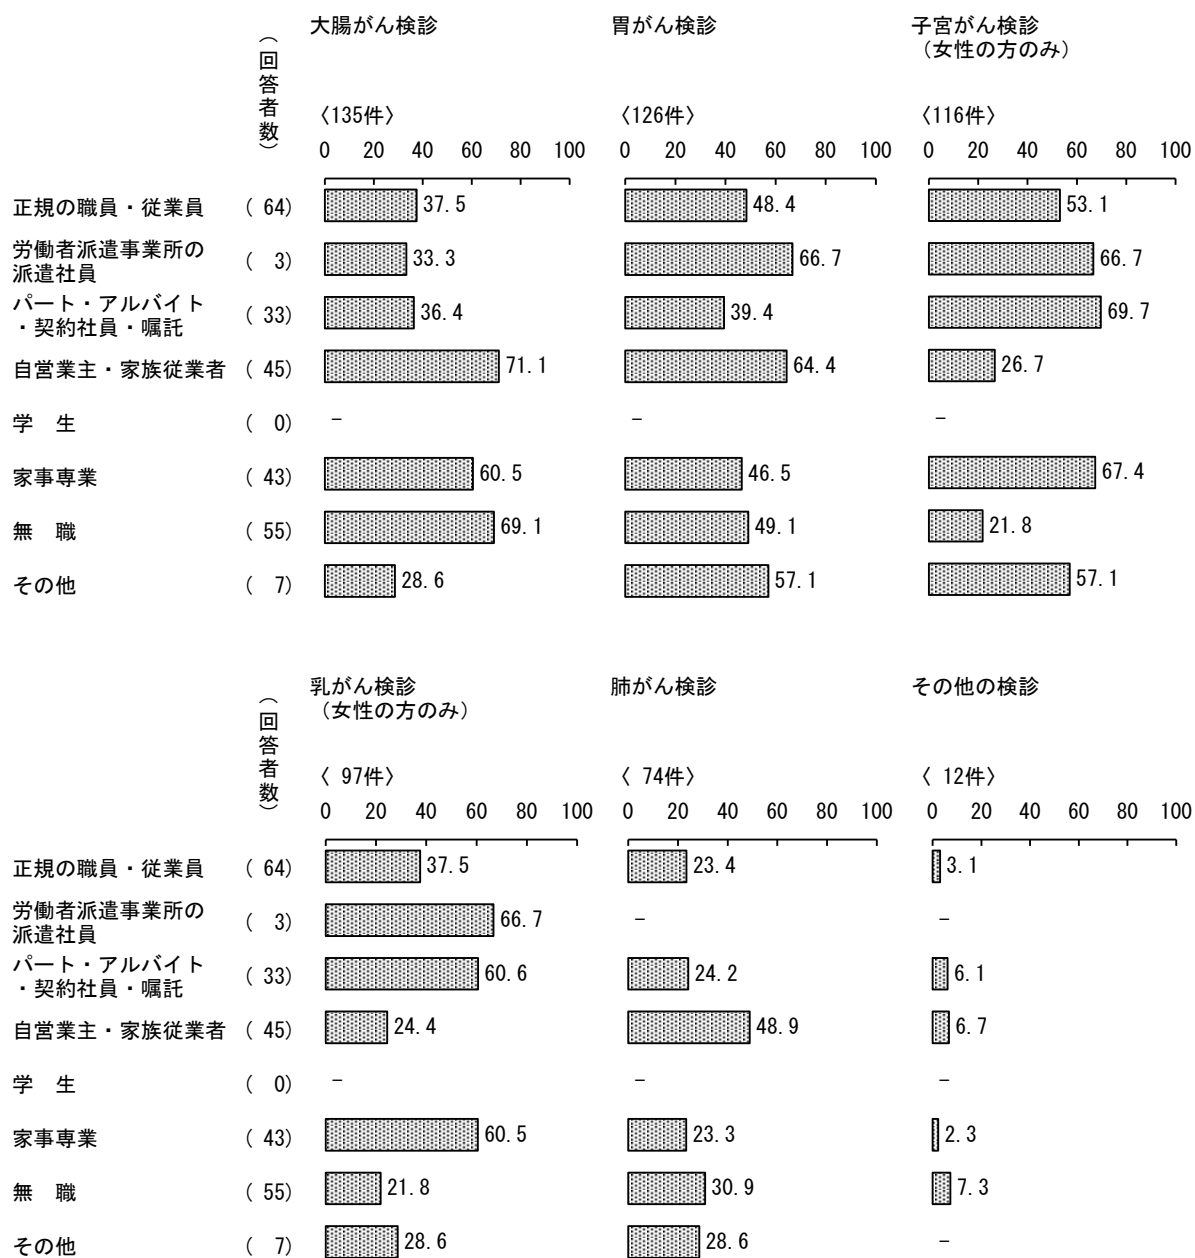 （回答者数）
大腸がん検診　胃がん検診　子宮がん検診
（女性の方のみ）
〈135件〉　〈126件〉　〈116件〉
0 20 40 60 80 100　0 20 40 60 80 100　0 20 40 60 80 100
正規の職員・従業員 （ 64） 37.5 48.4 53.1
労働者派遣事業所の
派遣社員 （ 3） 33.3 66.7 66.7
パート・アルバイト
・契約社員・嘱託 （ 33） 36.4 39.4 69.7
自営業主・家族従業者 （ 45） 71.1 64.4 26.7
学　生 （ 0） － － －
家事専業 （ 43） 60.5 46.5 67.4
無　職 （ 55） 69.1 49.1 21.8
その他 （ 7） 28.6 57.1 57.1
（回答者数）
乳がん検診　肺がん検診　その他の検診
（女性の方のみ）
〈 97件〉　〈 74件〉　〈 12件〉
0 20 40 60 80 100　0 20 40 60 80 100　0 20 40 60 80 100
正規の職員・従業員 （ 64） 37.5 23.4 3.1
労働者派遣事業所の
派遣社員 （ 3） 66.7 － －
パート・アルバイト
・契約社員・嘱託 （ 33） 60.6 24.2 6.1
自営業主・家族従業者 （ 45） 24.4 48.9 6.7
学　生 （ 0） － － －
家事専業 （ 43） 60.5 23.3 2.3
無　職 （ 55） 21.8 30.9 7.3
その他 （ 7） 28.6 28.6 －